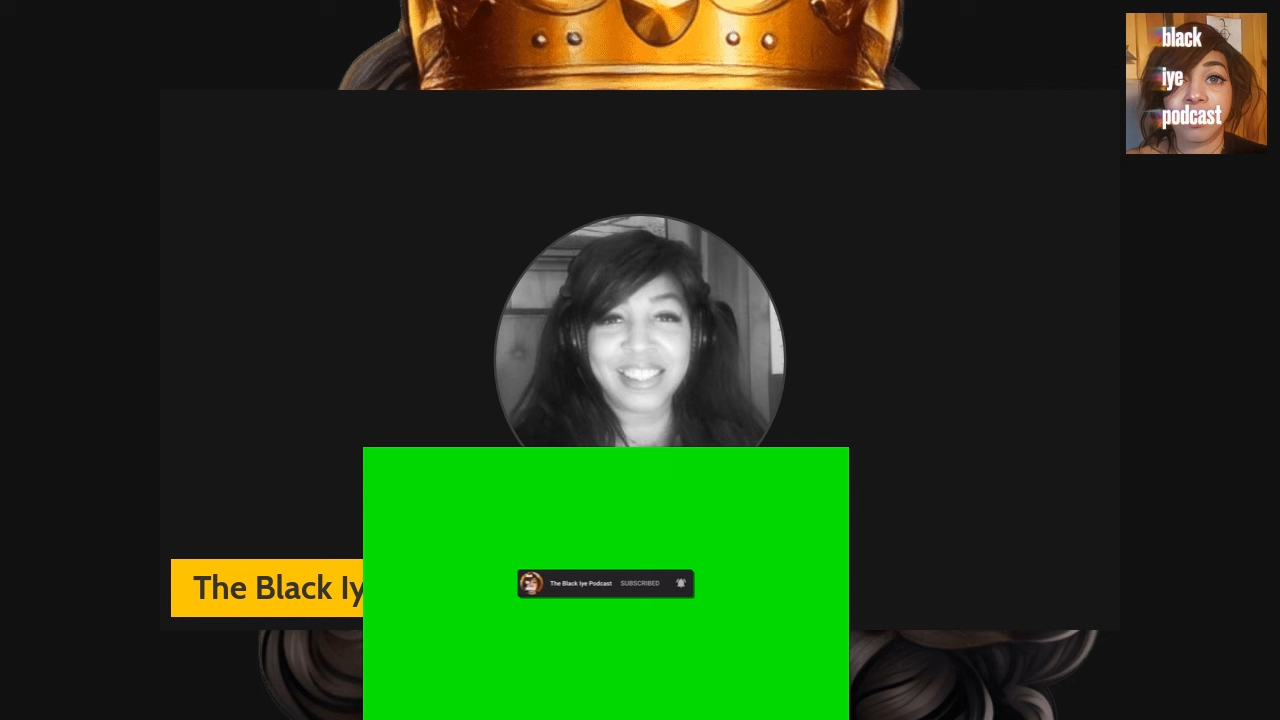 black
iye
podcast
The Black Iy
The Black Iye Podcast SUBSCRIBED